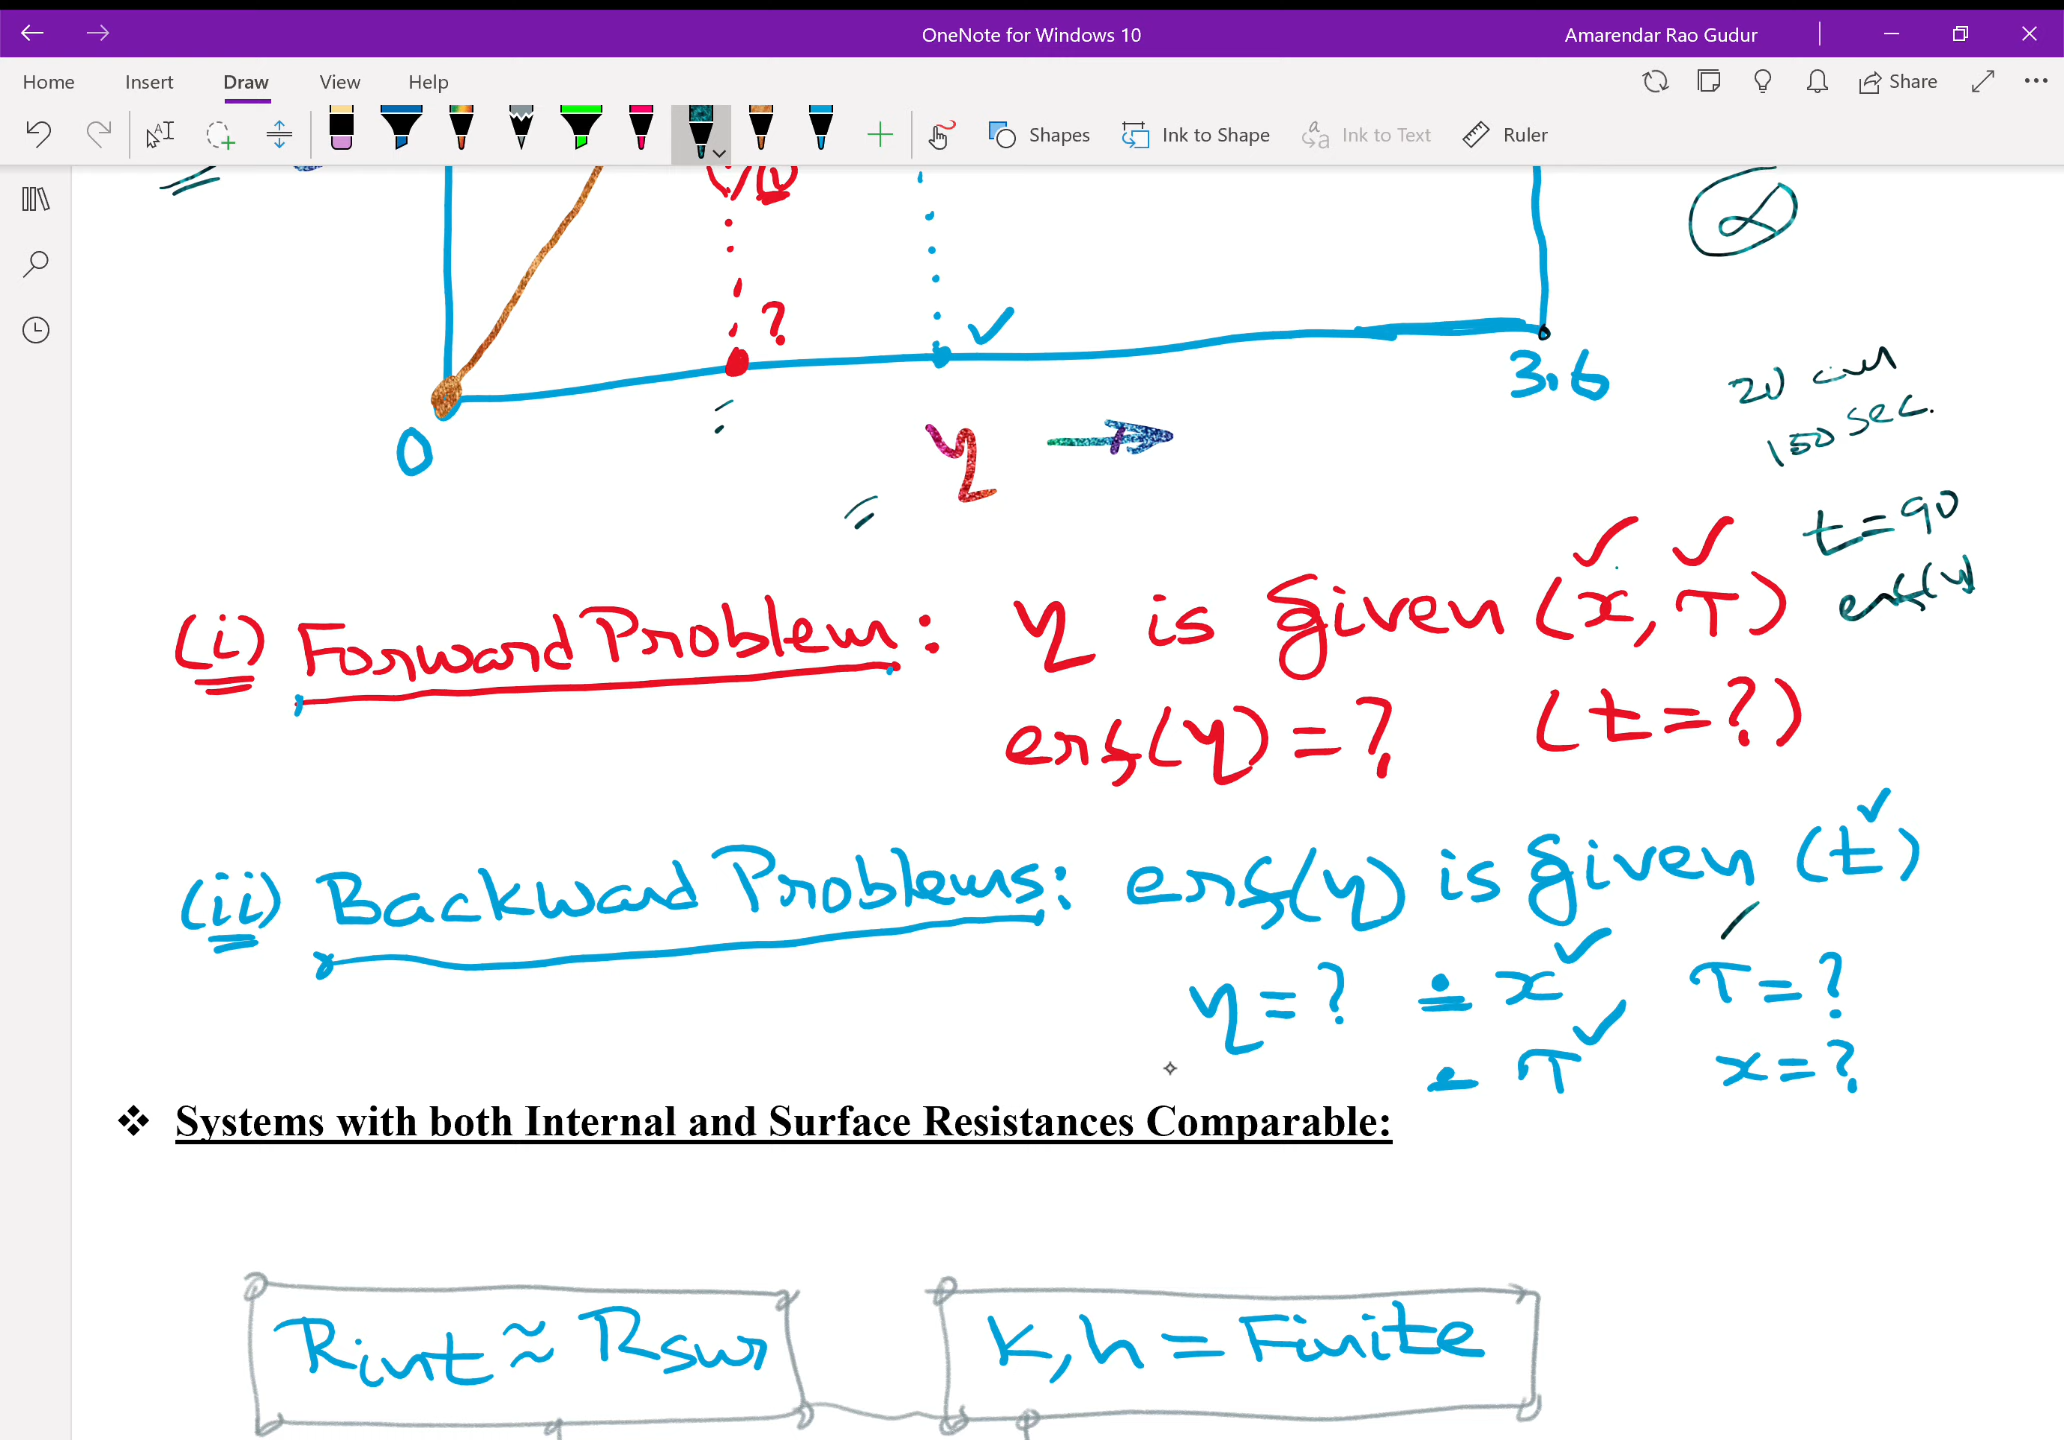 OneNote for Windows 10
Amarendar Rao Gudur
Home Insert Draw View Help
Share
Shapes Ink to Shape Ink to Text Ruler
α
?
3.6
0
η
20 cm
150 sec.
t = 90
erf(η)
(i) Forward Problem: η is given (x, τ)
erf(η) = ? (t = ?)
(ii) Backward Problems: erf(η) is given (t)
η = ? x, τ = ?
τ x = ?
❖ Systems with both Internal and Surface Resistances Comparable:
Rint ≈ Rsur
K, h = Finite